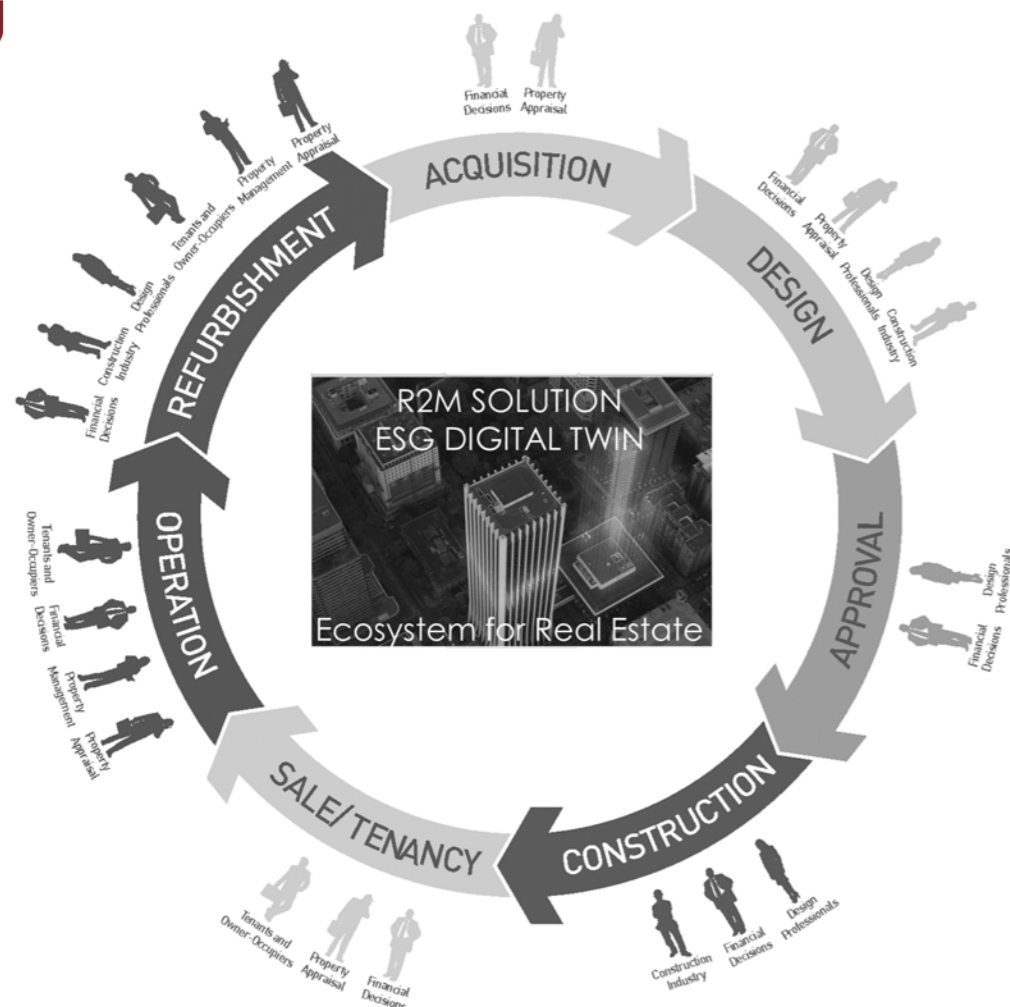 Financial
Decisions
Property
Appraisal
ACQUISITION
Financial
Decisions
Property
Appraisal
Design
Professionals
Construction
Industry
DESIGN
Design
Professionals
Financial
Decisions
APPROVAL
Design
Professionals
Financial
Decisions
Construction
Industry
CONSTRUCTION
Financial
Decisions
Property
Appraisal
Tenants and
Owner-Occupiers
SALE/TENANCY
Property
Appraisal
Property
Management
Financial
Decisions
Tenants and
Owner-Occupiers
OPERATION
Financial
Decisions
Construction
Industry
Design
Professionals
Tenants and
Owner-Occupiers
Property
Management
Property
Appraisal
REFURBISHMENT
R2M SOLUTION
ESG DIGITAL TWIN
Ecosystem for Real Estate